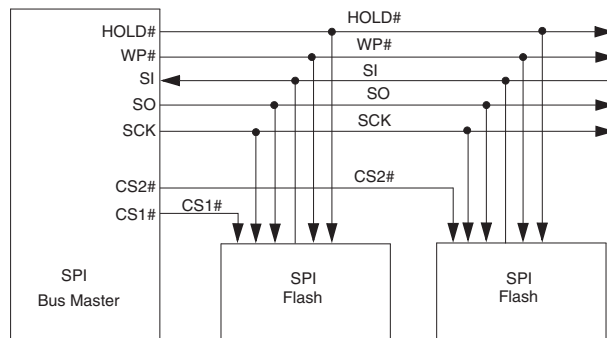 HOLD# HOLD#
WP# WP#
SI SI
SO SO
SCK SCK
CS2# CS2#
CS1# CS1#
SPI
Bus Master
SPI
Flash
SPI
Flash